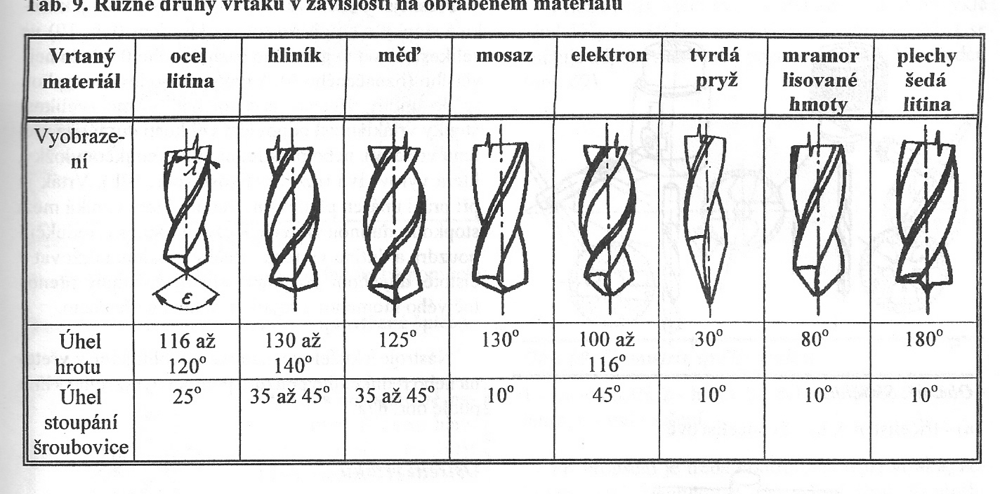 Tab. 9. Různé druhy vrtáků v závislosti na obráběném materiálu
Vrtaný materiál
ocel litina
hliník
měď
mosaz
elektron
tvrdá pryž
mramor lisované hmoty
plechy šedá litina
Vyobraze-
ní
λ
ε
Úhel hrotu
116 až 120°
130 až 140°
125°
130°
100 až 116°
30°
80°
180°
Úhel stoupání šroubovice
25°
35 až 45°
35 až 45°
10°
45°
10°
10°
10°